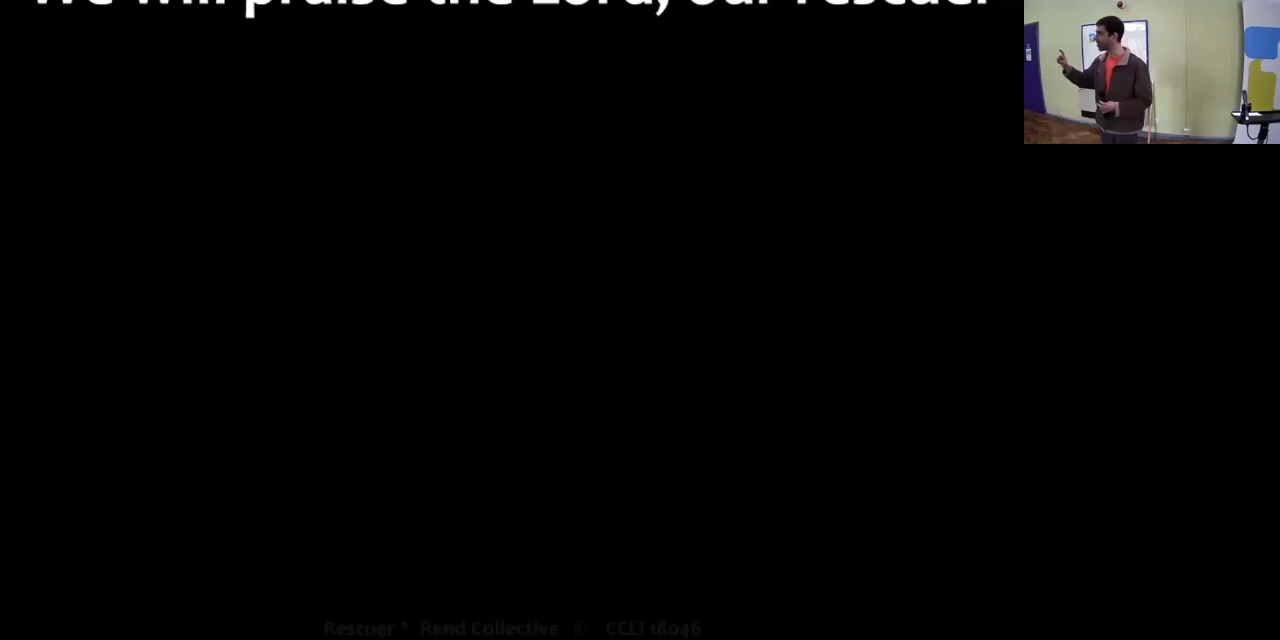 We will praise the Lord, our rescuer
Rescuer * Rend Collective © CCLI 18046